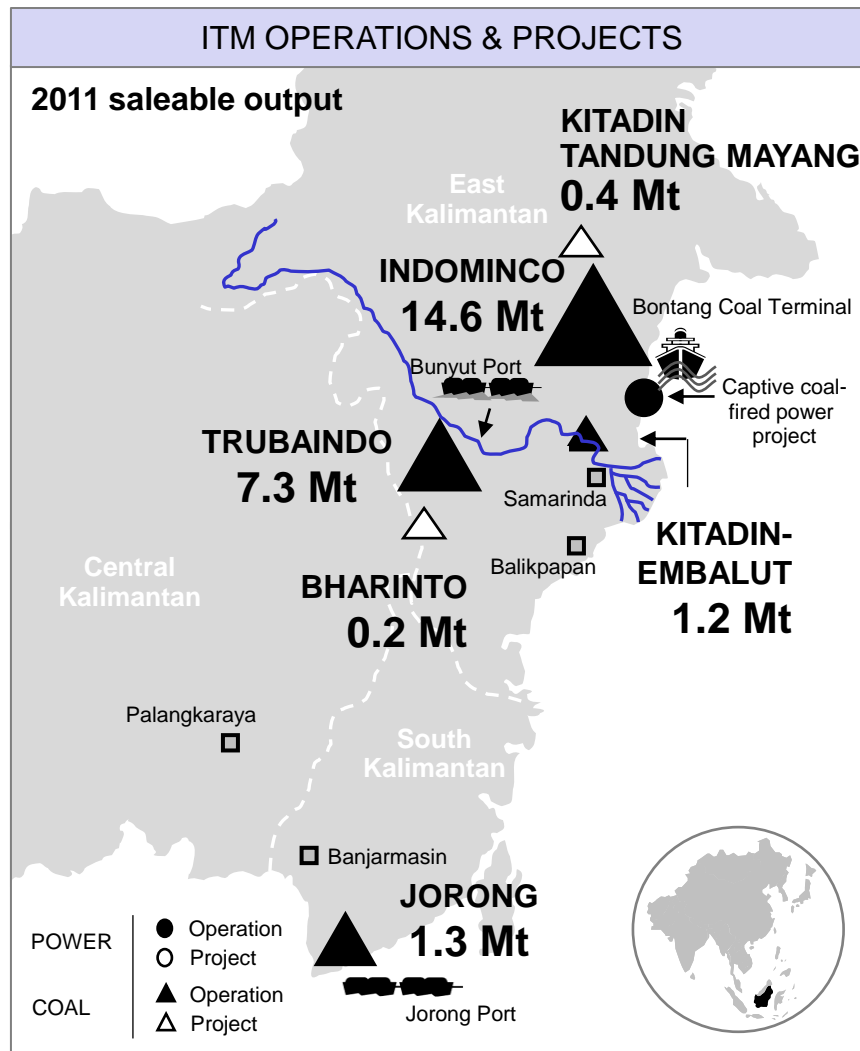 ITM OPERATIONS & PROJECTS
2011 saleable output
KITADIN
TANDUNG MAYANG
0.4 Mt
East
Kalimantan
INDOMINCO
14.6 Mt
Bontang Coal Terminal
Bunyut Port
Captive coal-
fired power
project
TRUBAINDO
7.3 Mt
Samarinda
KITADIN-
EMBALUT
1.2 Mt
Balikpapan
Central
Kalimantan
BHARINTO
0.2 Mt
Palangkaraya
South
Kalimantan
Banjarmasin
JORONG
1.3 Mt
Jorong Port
POWER
Operation
Project
COAL
Operation
Project